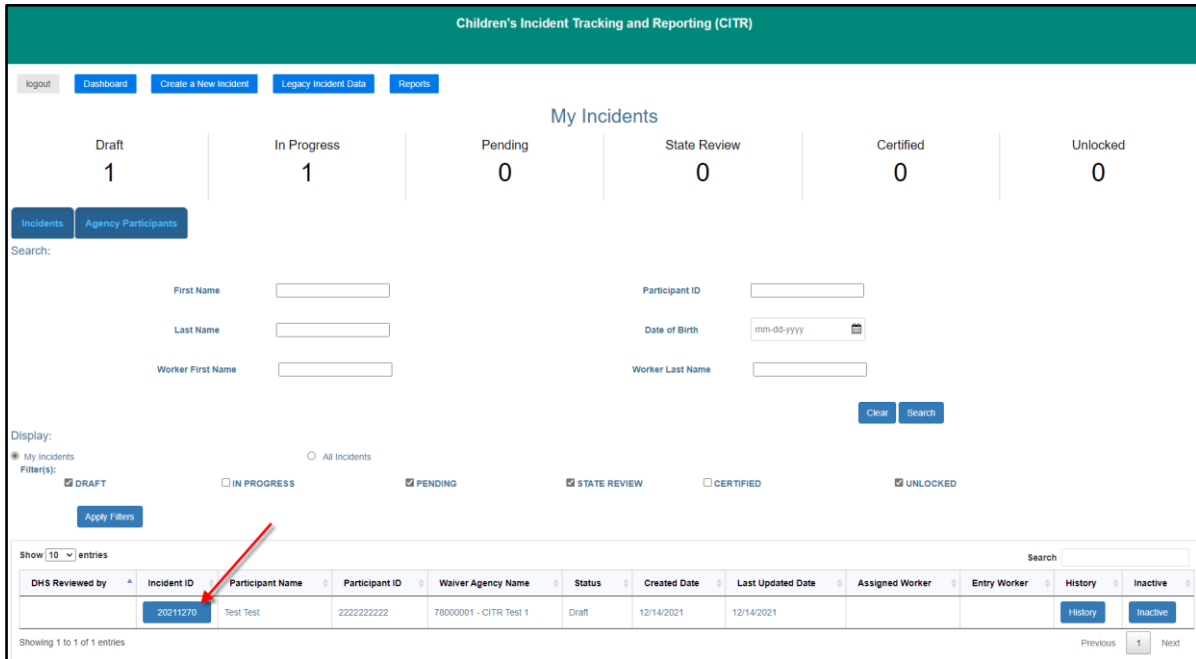 Children's Incident Tracking and Reporting (CITR)
logout Dashboard Create a New Incident Legacy Incident Data Reports
My Incidents
Draft In Progress Pending State Review Certified Unlocked
1 1 0 0 0 0
Incidents Agency Participants
Search:
First Name Participant ID
Last Name Date of Birth mm-dd-yyyy
Worker First Name Worker Last Name
Clear Search
Display:
My Incidents All Incidents
Filter(s):
DRAFT IN PROGRESS PENDING STATE REVIEW CERTIFIED UNLOCKED
Apply Filters
Show 10 entries Search
DHS Reviewed by Incident ID Participant Name Participant ID Waiver Agency Name Status Created Date Last Updated Date Assigned Worker Entry Worker History Inactive
20211270 Test Test 2222222222 78000001 - CITR Test 1 Draft 12/14/2021 12/14/2021 History Inactive
Showing 1 to 1 of 1 entries Previous 1 Next